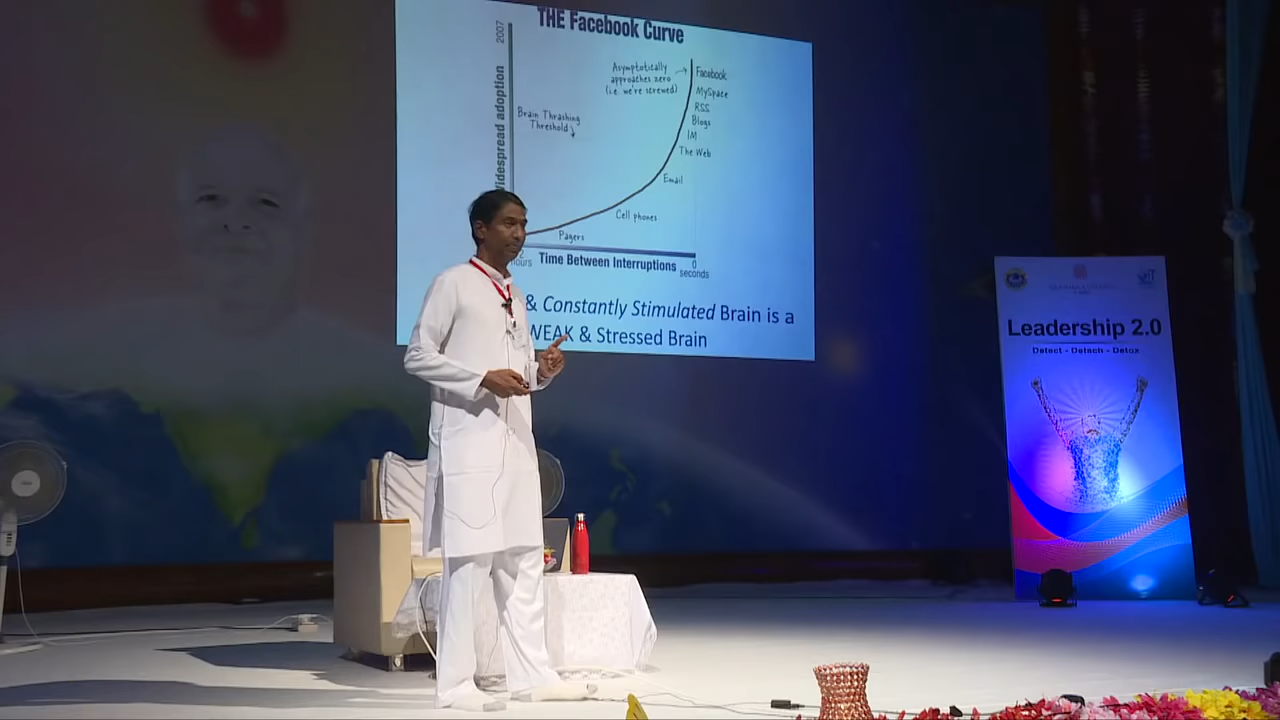 THE Facebook Curve
2007
Widespread adoption
Asymptotically
approaches zero
(i.e. we're screwed)
Facebook
MySpace
RSS
Blogs
IM
The Web
Email
Cell phones
Pagers
Brain Thrashing
Threshold
hours
Time Between Interruptions
0
seconds
& Constantly Stimulated Brain is a
WEAK & Stressed Brain
Leadership 2.0
Detect - Detach - Detox